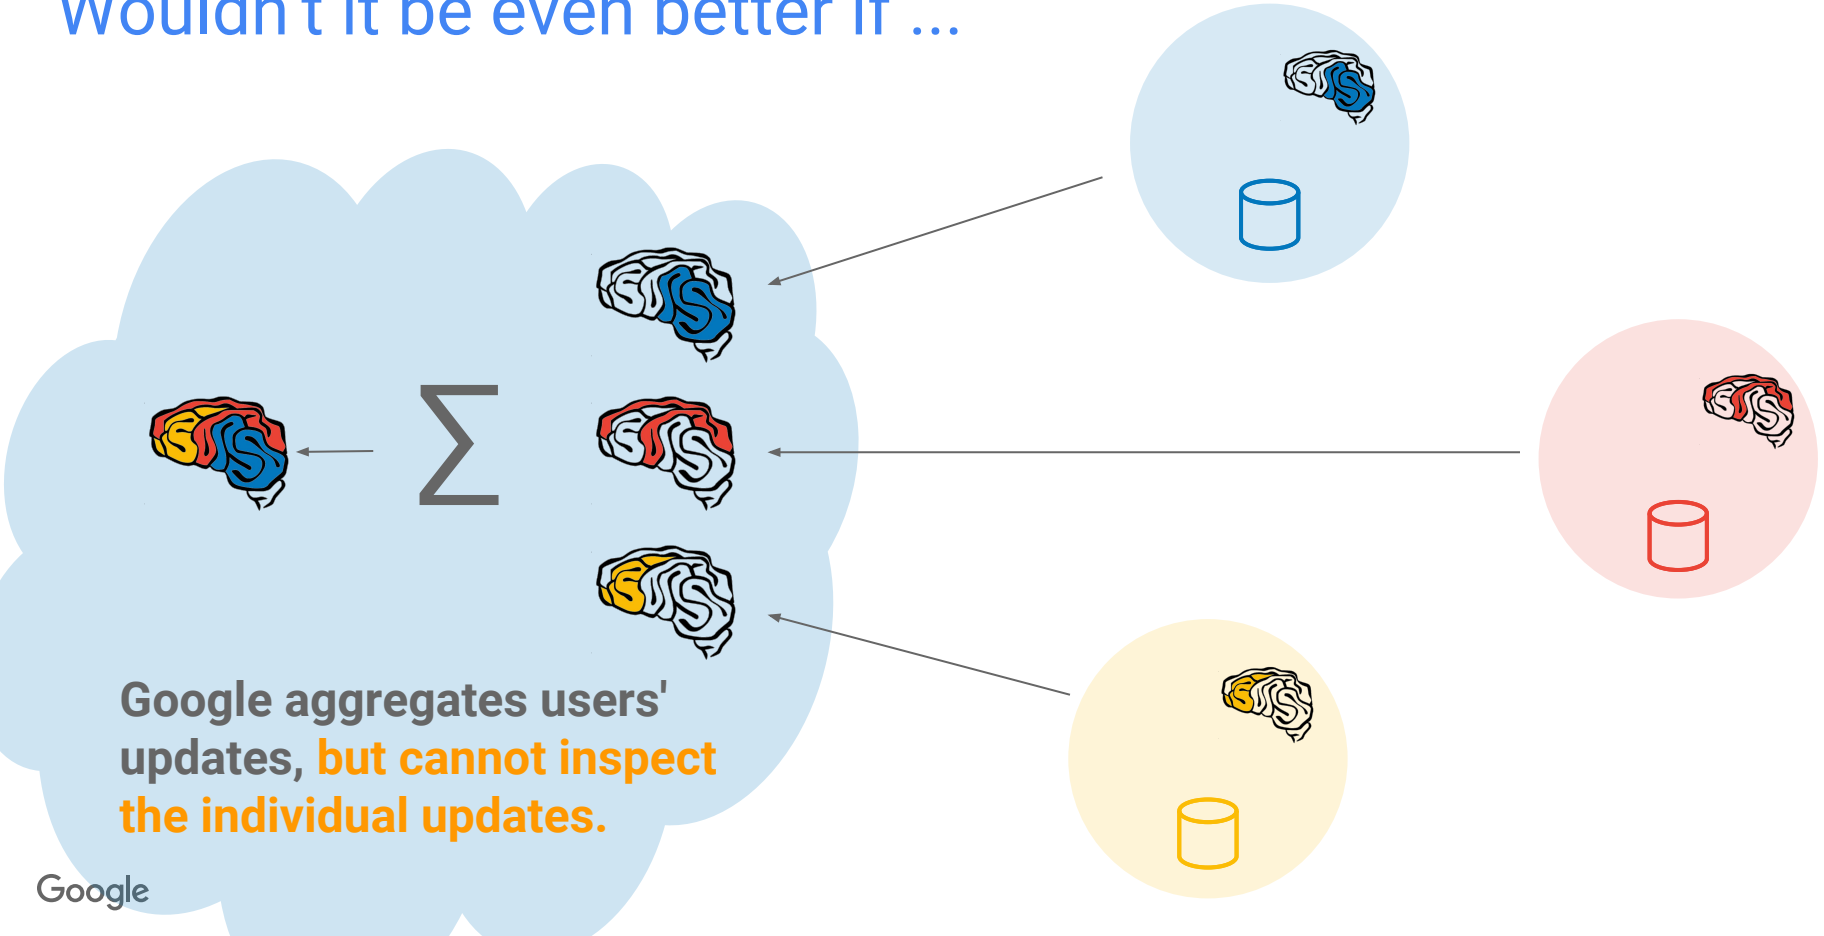 Wouldn't it be even better if ...
∑
Google aggregates users'
updates, but cannot inspect
the individual updates.
Google